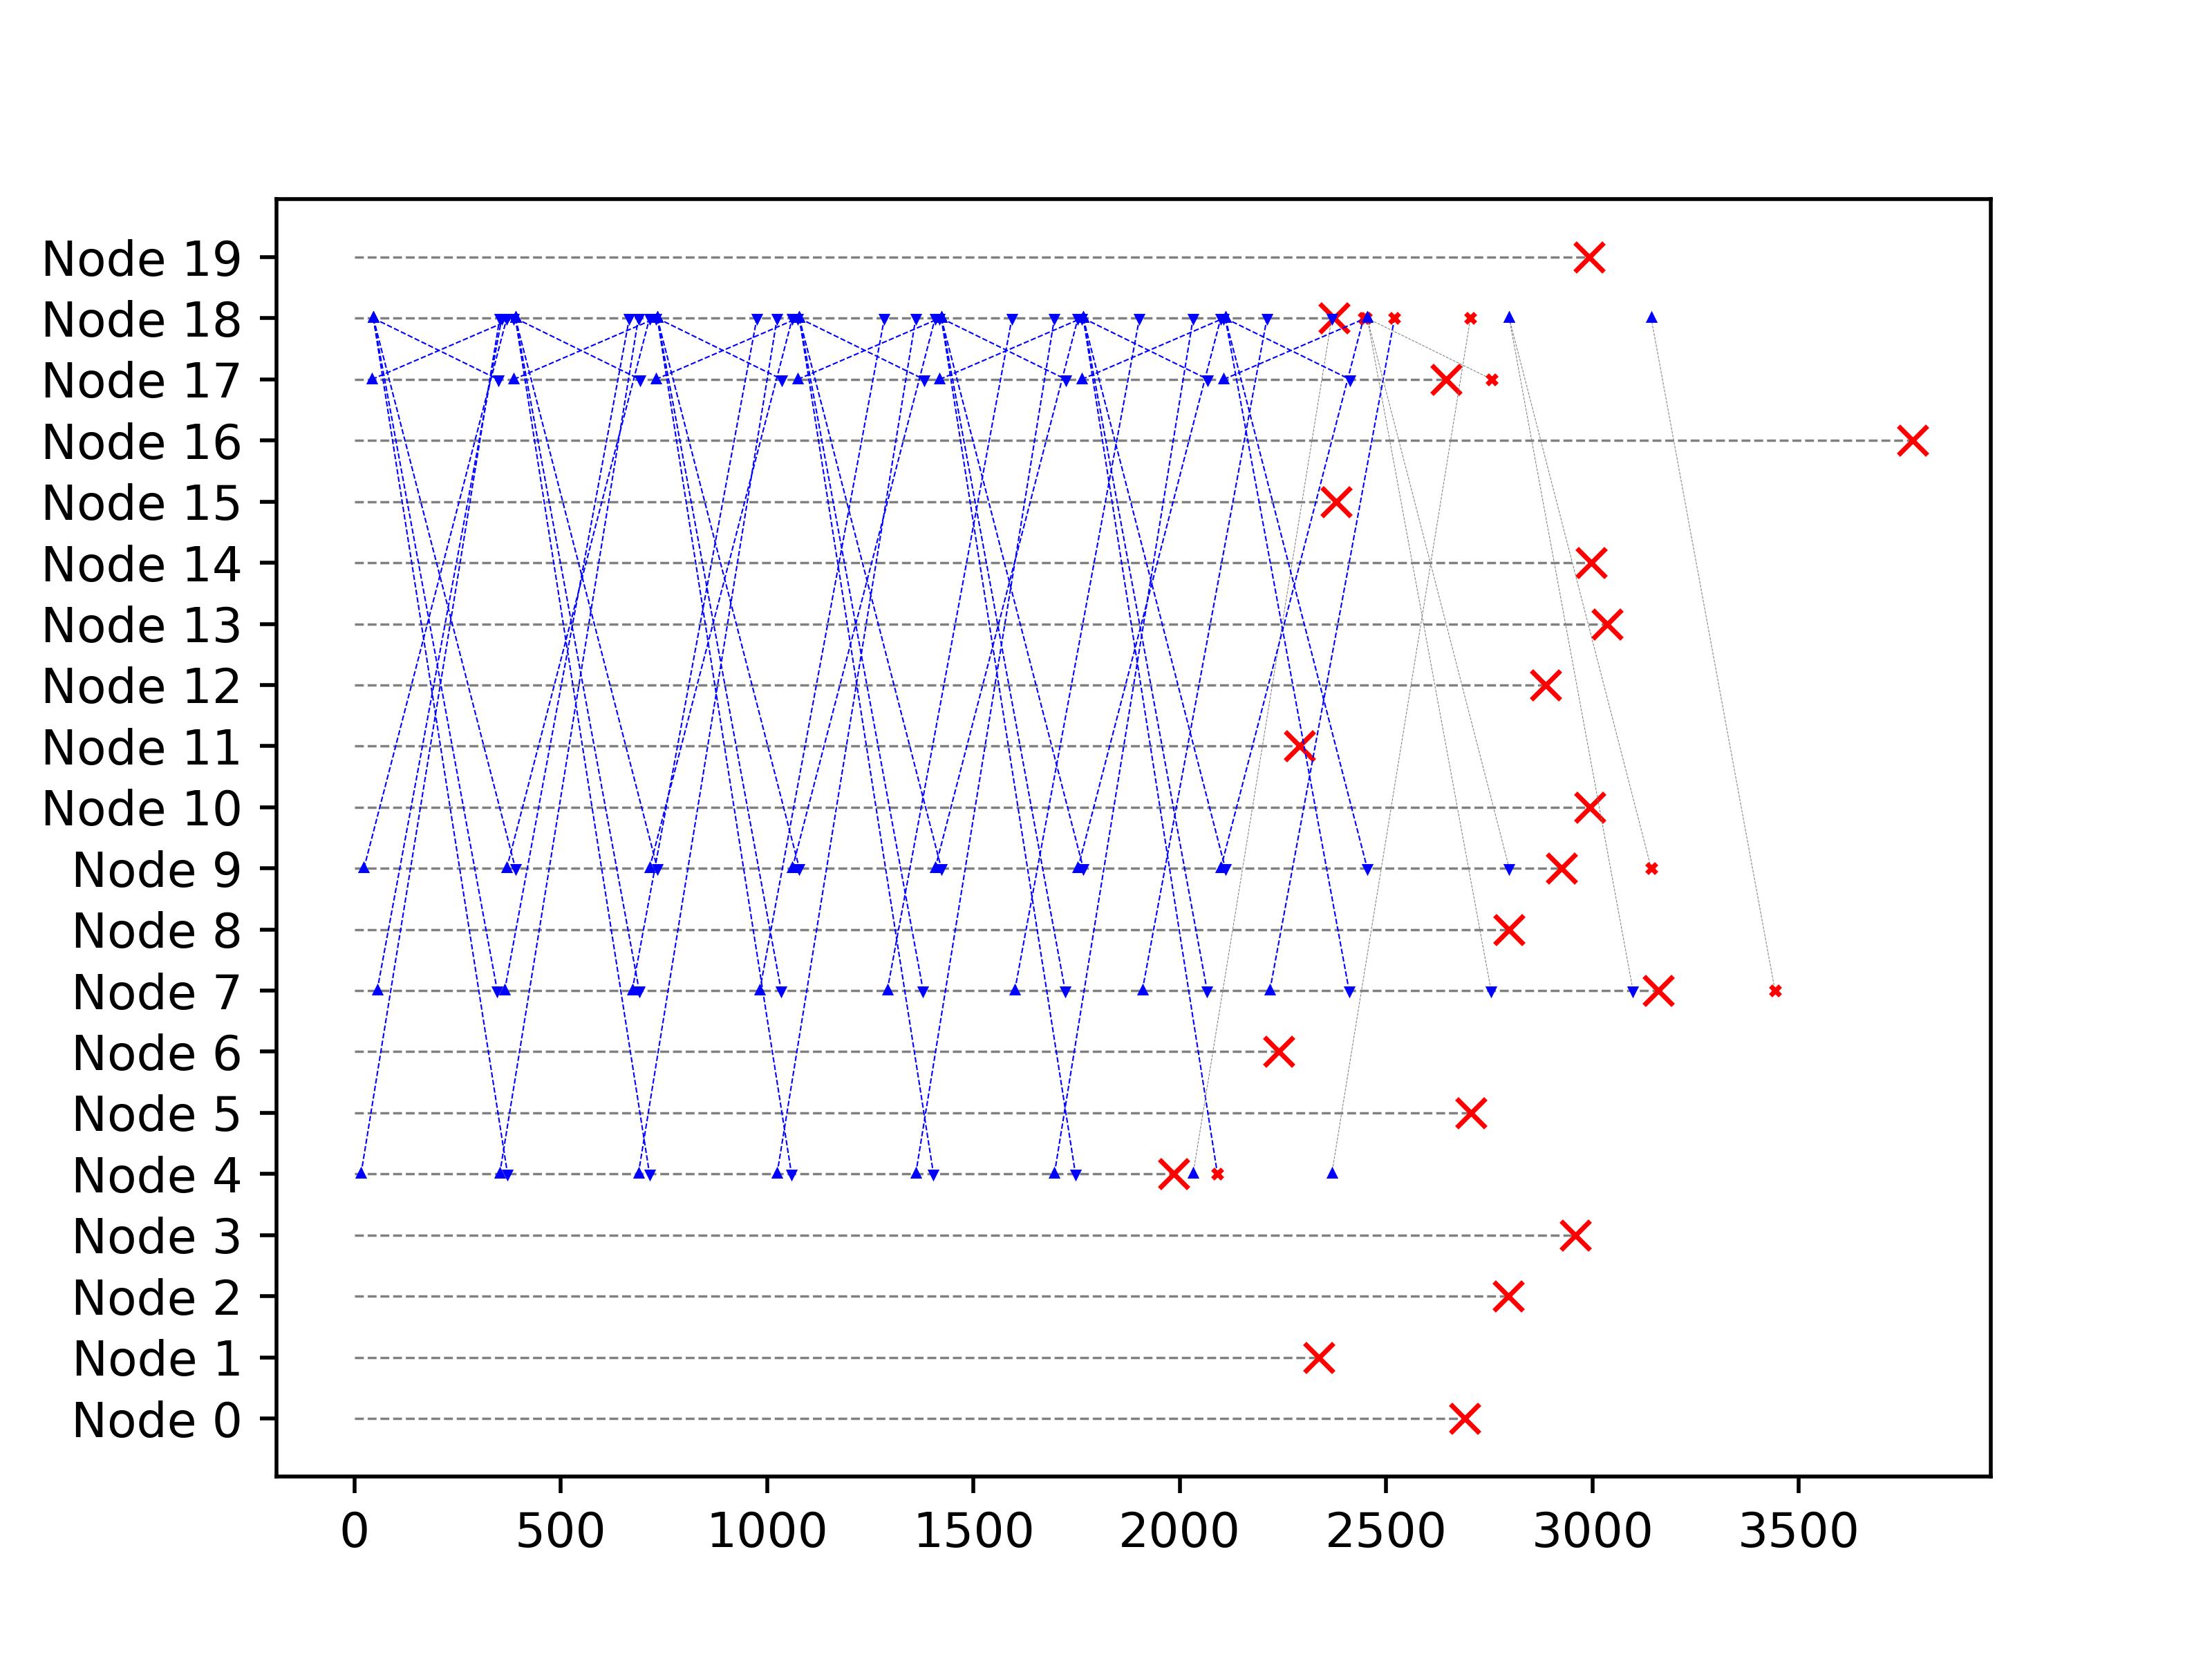 Node 19
Node 18
Node 17
Node 16
Node 15
Node 14
Node 13
Node 12
Node 11
Node 10
Node 9
Node 8
Node 7
Node 6
Node 5
Node 4
Node 3
Node 2
Node 1
Node 0
0 500 1000 1500 2000 2500 3000 3500